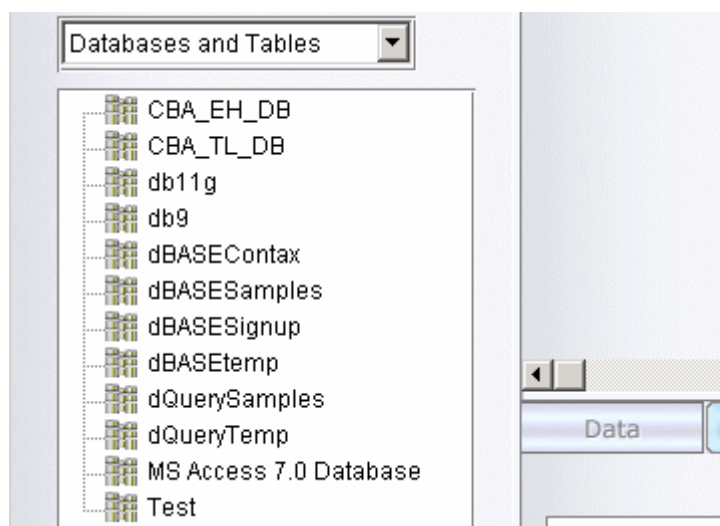 Databases and Tables
CBA_EH_DB
CBA_TL_DB
db11g
db9
dBASEContax
dBASESamples
dBASESignup
dBASEtemp
dQuerySamples
dQueryTemp
MS Access 7.0 Database
Test
Data